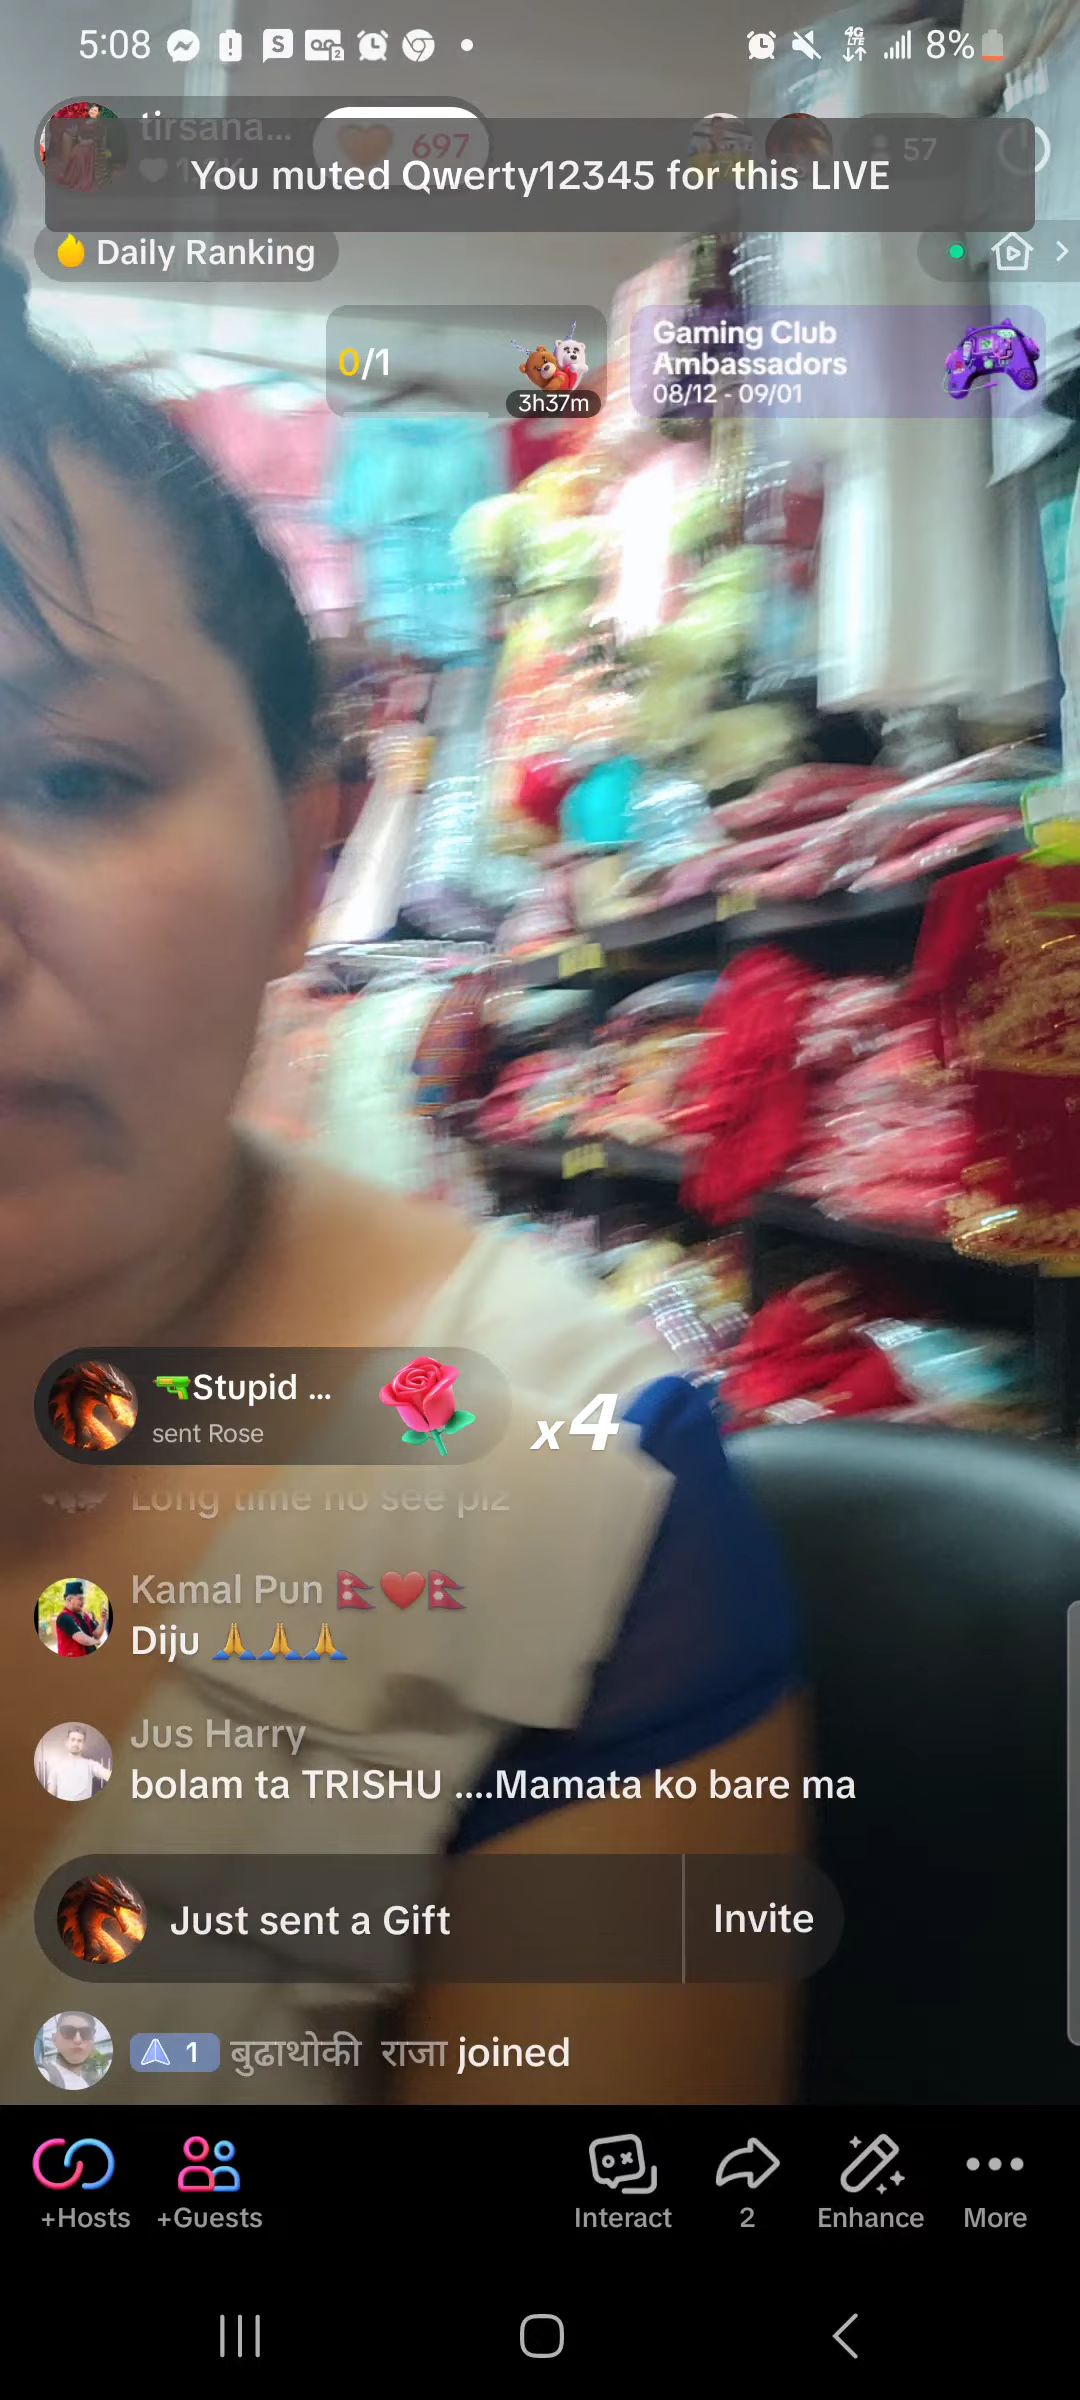 5:08
8%
tirsana...
697
57
You muted Qwerty12345 for this LIVE
Daily Ranking
0/1
3h37m
Gaming Club
Ambassadors
08/12 - 09/01
Stupid ...
sent Rose
x4
Long time no see plz
Kamal Pun
Diju
Jus Harry
bolam ta TRISHU ....Mamata ko bare ma
Just sent a Gift
Invite
1 बुढाथोकी राजा joined
+Hosts
+Guests
Interact
2
Enhance
More